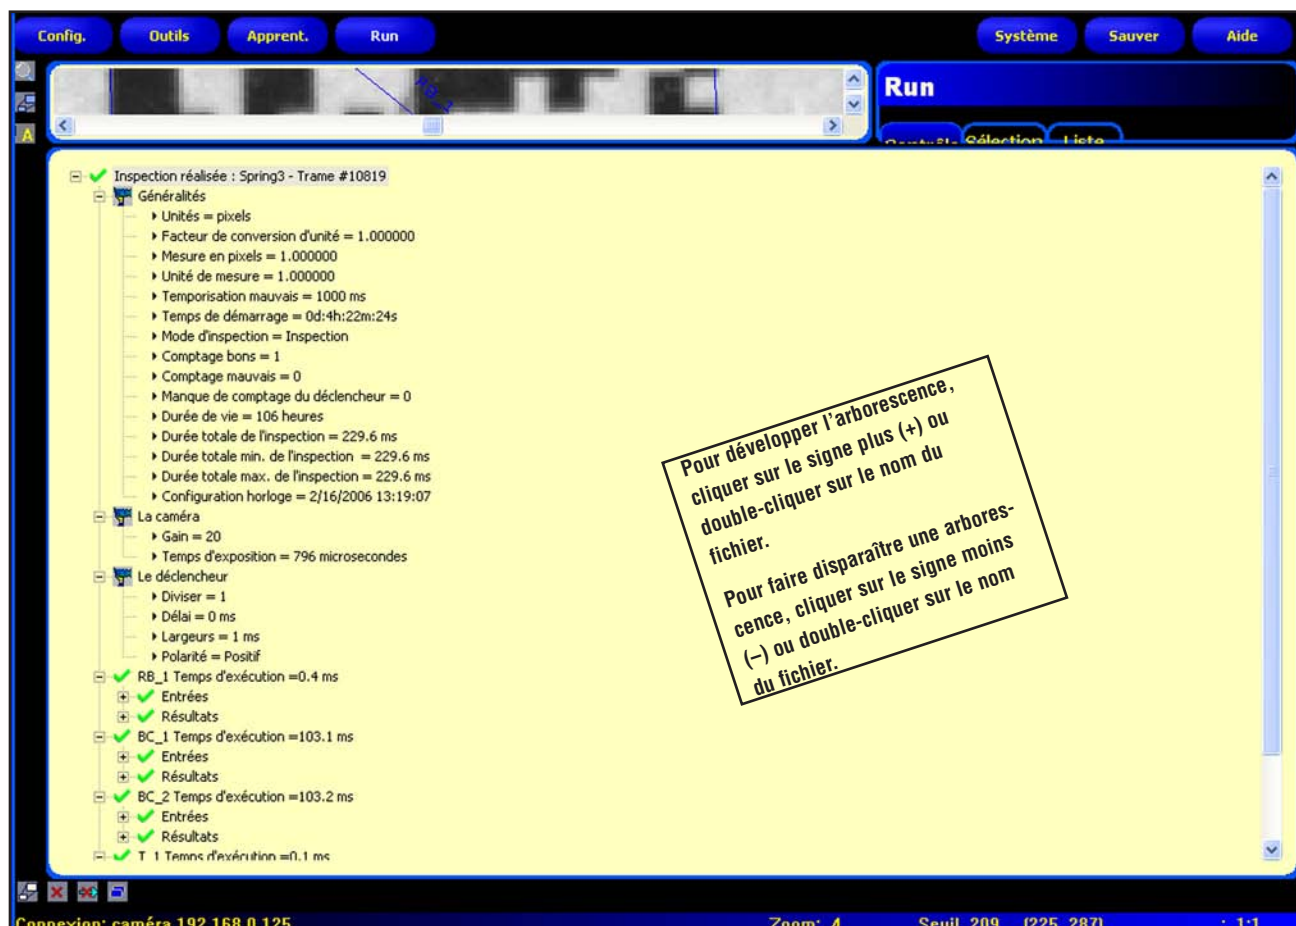 Config. Outils Apprent. Run Système Sauver Aide
RB_1
Run
Contrôle Sélection Liste
A
Inspection réalisée : Spring3 - Trame #10819
Généralités
Unités = pixels
Facteur de conversion d'unité = 1.000000
Mesure en pixels = 1.000000
Unité de mesure = 1.000000
Temporisation mauvais = 1000 ms
Temps de démarrage = 0d:4h:22m:24s
Mode d'inspection = Inspection
Comptage bons = 1
Comptage mauvais = 0
Manque de comptage du déclencheur = 0
Durée de vie = 106 heures
Durée totale de l'inspection = 229.6 ms
Durée totale min. de l'inspection = 229.6 ms
Durée totale max. de l'inspection = 229.6 ms
Configuration horloge = 2/16/2006 13:19:07
La caméra
Gain = 20
Temps d'exposition = 796 microsecondes
Le déclencheur
Diviser = 1
Délai = 0 ms
Largeurs = 1 ms
Polarité = Positif
RB_1 Temps d'exécution =0.4 ms
Entrées
Résultats
BC_1 Temps d'exécution =103.1 ms
Entrées
Résultats
BC_2 Temps d'exécution =103.2 ms
Entrées
Résultats
T_1 Temps d'exécution =0.1 ms
Pour développer l'arborescence,
cliquer sur le signe plus (+) ou
double-cliquer sur le nom du
fichier.
Pour faire disparaître une arbores-
cence, cliquer sur le signe moins
(–) ou double-cliquer sur le nom
du fichier.
Connexion: caméra 192.168.0.125 Zoom: 4 Seuil 209 (225, 287) : 1:1